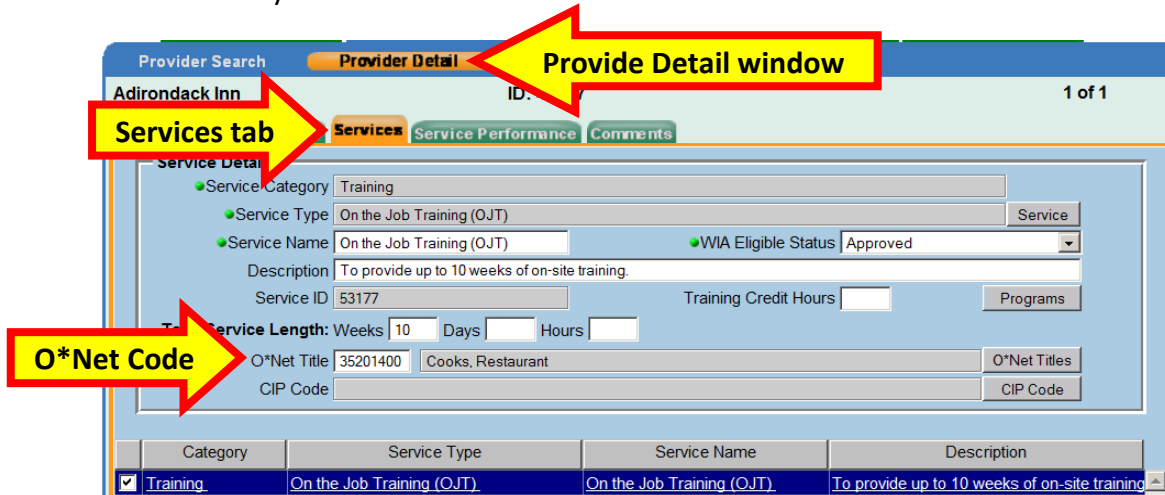 Provider Search Provider Detail Provide Detail window
Adirondack Inn ID: 1 of 1
Services tab Services Service Performance Comments
Service Detail
Service Category Training
Service Type On the Job Training (OJT) Service
Service Name On the Job Training (OJT) WIA Eligible Status Approved
Description To provide up to 10 weeks of on-site training.
Service ID 53177 Training Credit Hours Programs
Service Length: Weeks 10 Days Hours
O*Net Code O*Net Title 35201400 Cooks, Restaurant O*Net Titles
CIP Code CIP Code
Category Service Type Service Name Description
Training On the Job Training (OJT) On the Job Training (OJT) To provide up to 10 weeks of on-site training